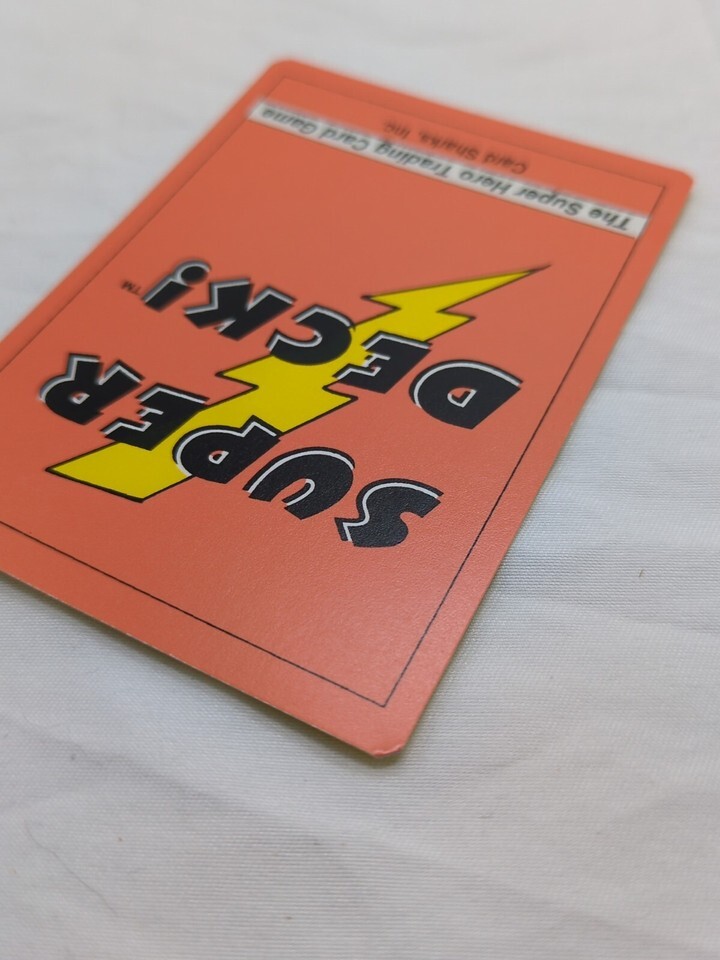 SUPER
DECK!™
The Super Hero Trading Card Game
Card Sharks, Inc.